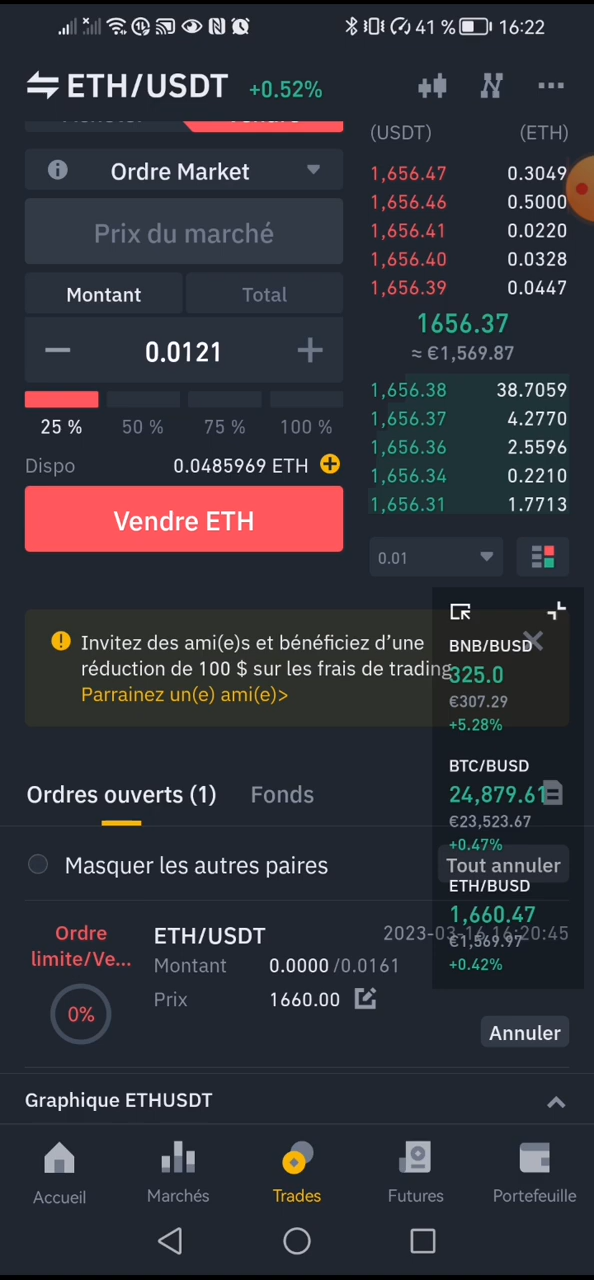 41 % 16:22
ETH/USDT +0.52%
(USDT) (ETH)
Ordre Market
Prix du marché
Montant Total
0.0121
25 % 50 % 75 % 100 %
Dispo 0.0485969 ETH
Vendre ETH
1,656.47 0.3049
1,656.46 0.5000
1,656.41 0.0220
1,656.40 0.0328
1,656.39 0.0447
1656.37
≈ €1,569.87
1,656.38 38.7059
1,656.37 4.2770
1,656.36 2.5596
1,656.34 0.2210
1,656.31 1.7713
0.01
Invitez des ami(e)s et bénéficiez d’une
réduction de 100 $ sur les frais de trading
Parrainez un(e) ami(e)>
BNB/BUSD
325.0
€307.29
+5.28%
BTC/BUSD
24,879.61
€23,523.67
+0.47%
ETH/BUSD
1,660.47
€1,569.97
+0.42%
Ordres ouverts (1) Fonds
Masquer les autres paires
Tout annuler
Ordre
limite/Ve...
0%
ETH/USDT 2023-03-16 16:20:45
Montant 0.0000 /0.0161
Prix 1660.00
Annuler
Graphique ETHUSDT
Accueil Marchés Trades Futures Portefeuille